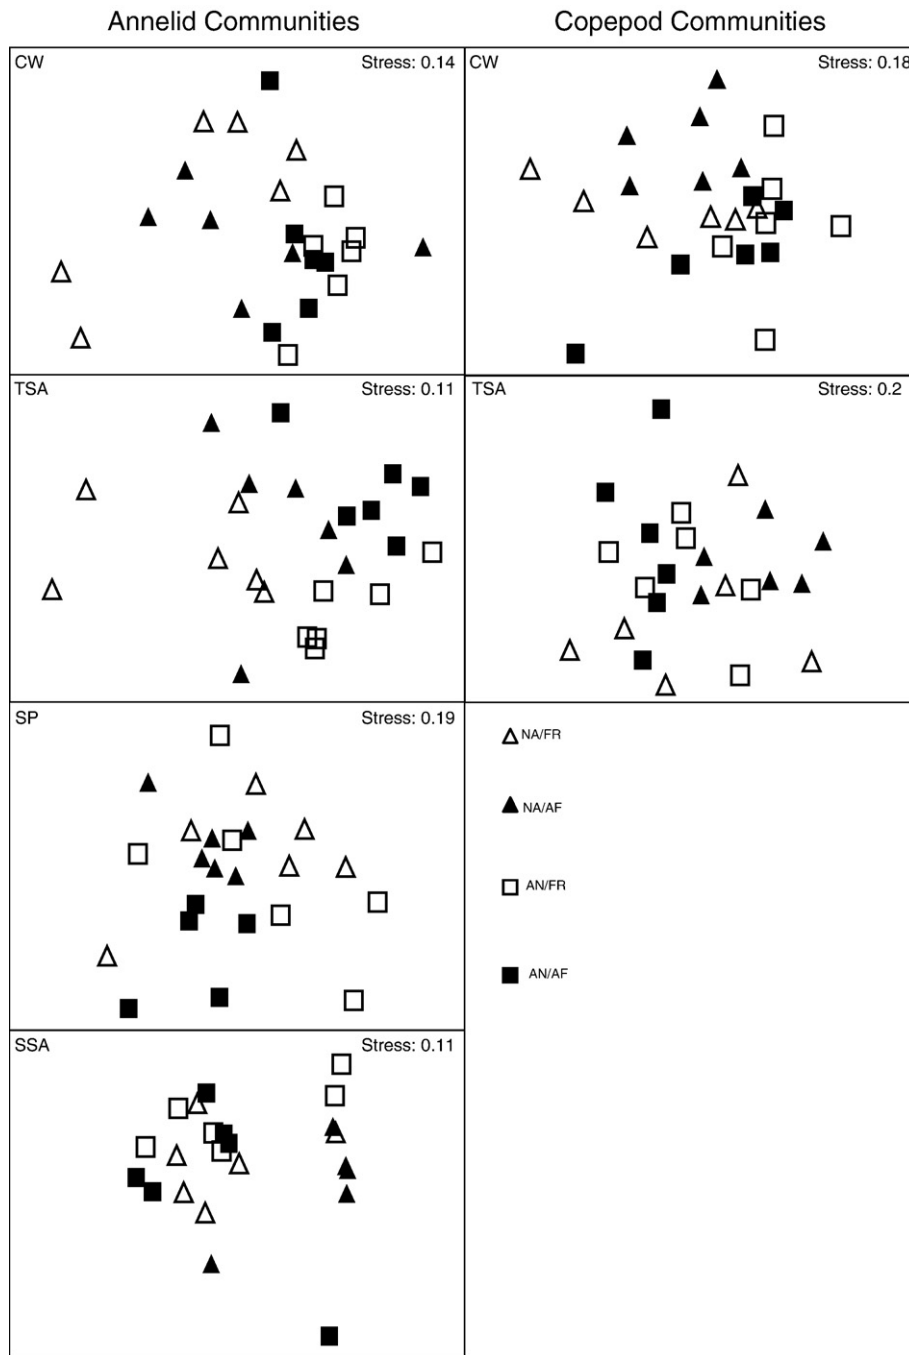 Annelid Communities
Copepod Communities
CW
Stress: 0.14
CW
Stress: 0.18
TSA
Stress: 0.11
TSA
Stress: 0.2
SP
Stress: 0.19
NA/FR
NA/AF
AN/FR
AN/AF
SSA
Stress: 0.11